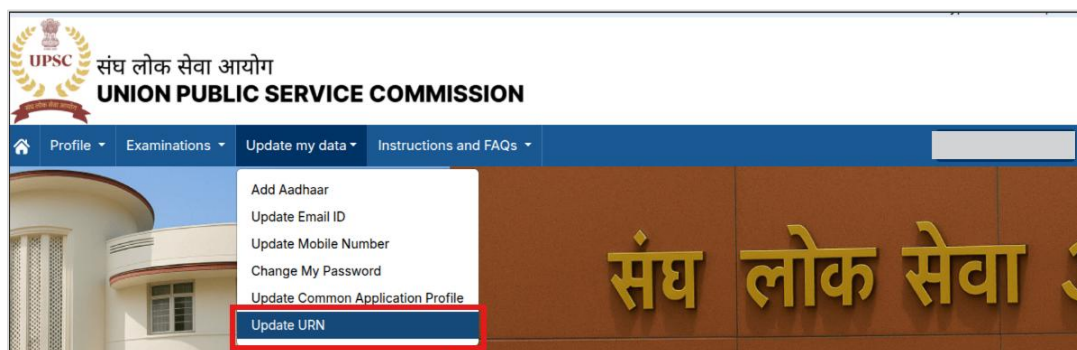 UPSC
संघ लोक सेवा आयोग
UNION PUBLIC SERVICE COMMISSION
Profile Examinations Update my data Instructions and FAQs
Add Aadhaar
Update Email ID
Update Mobile Number
Change My Password
Update Common Application Profile
Update URN
संघ लोक सेवा